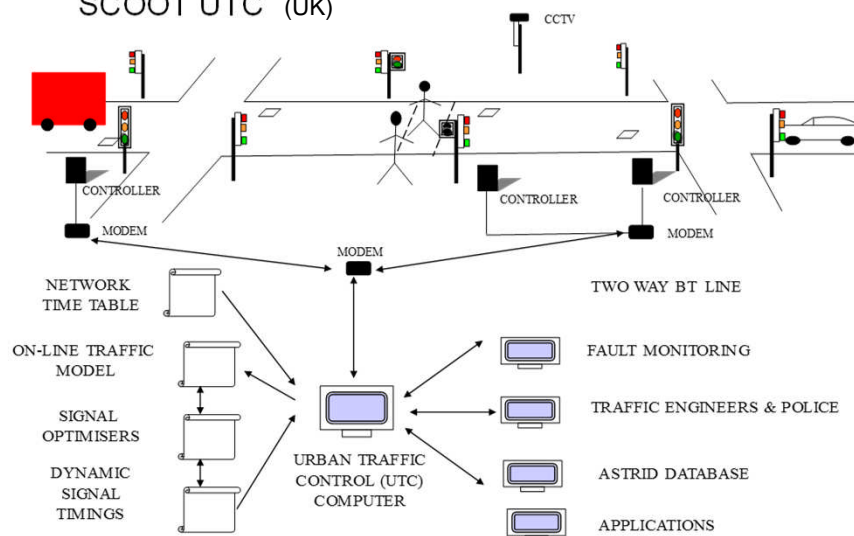 SCOOT UTC (UK)
CCTV
CONTROLLER
CONTROLLER
CONTROLLER
MODEM
MODEM
MODEM
NETWORK
TIME TABLE
TWO WAY BT LINE
ON-LINE TRAFFIC
MODEL
FAULT MONITORING
SIGNAL
OPTIMISERS
TRAFFIC ENGINEERS & POLICE
URBAN TRAFFIC
CONTROL (UTC)
COMPUTER
DYNAMIC
SIGNAL
TIMINGS
ASTRID DATABASE
APPLICATIONS